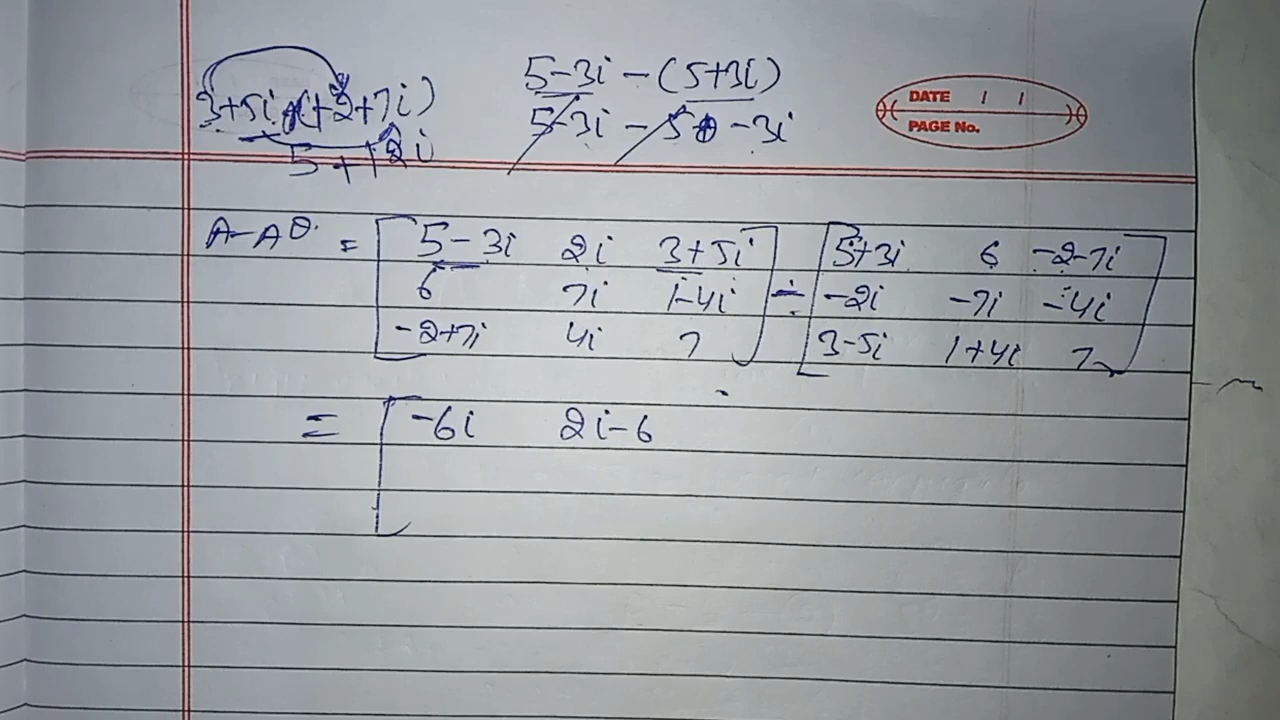 5-3i - (5+3i)
3+5i (+2+7i)
5-3i - 5 -3i
5+12i
DATE / /
PAGE No.
A-Aθ = [ 5-3i 2i 3+5i ] - [ 5+3i 6 -2-7i ]
6 7i 1-4i -2i -7i -4i
-2+7i 4i 7 3-5i 1+4i 7
= [ -6i 2i-6